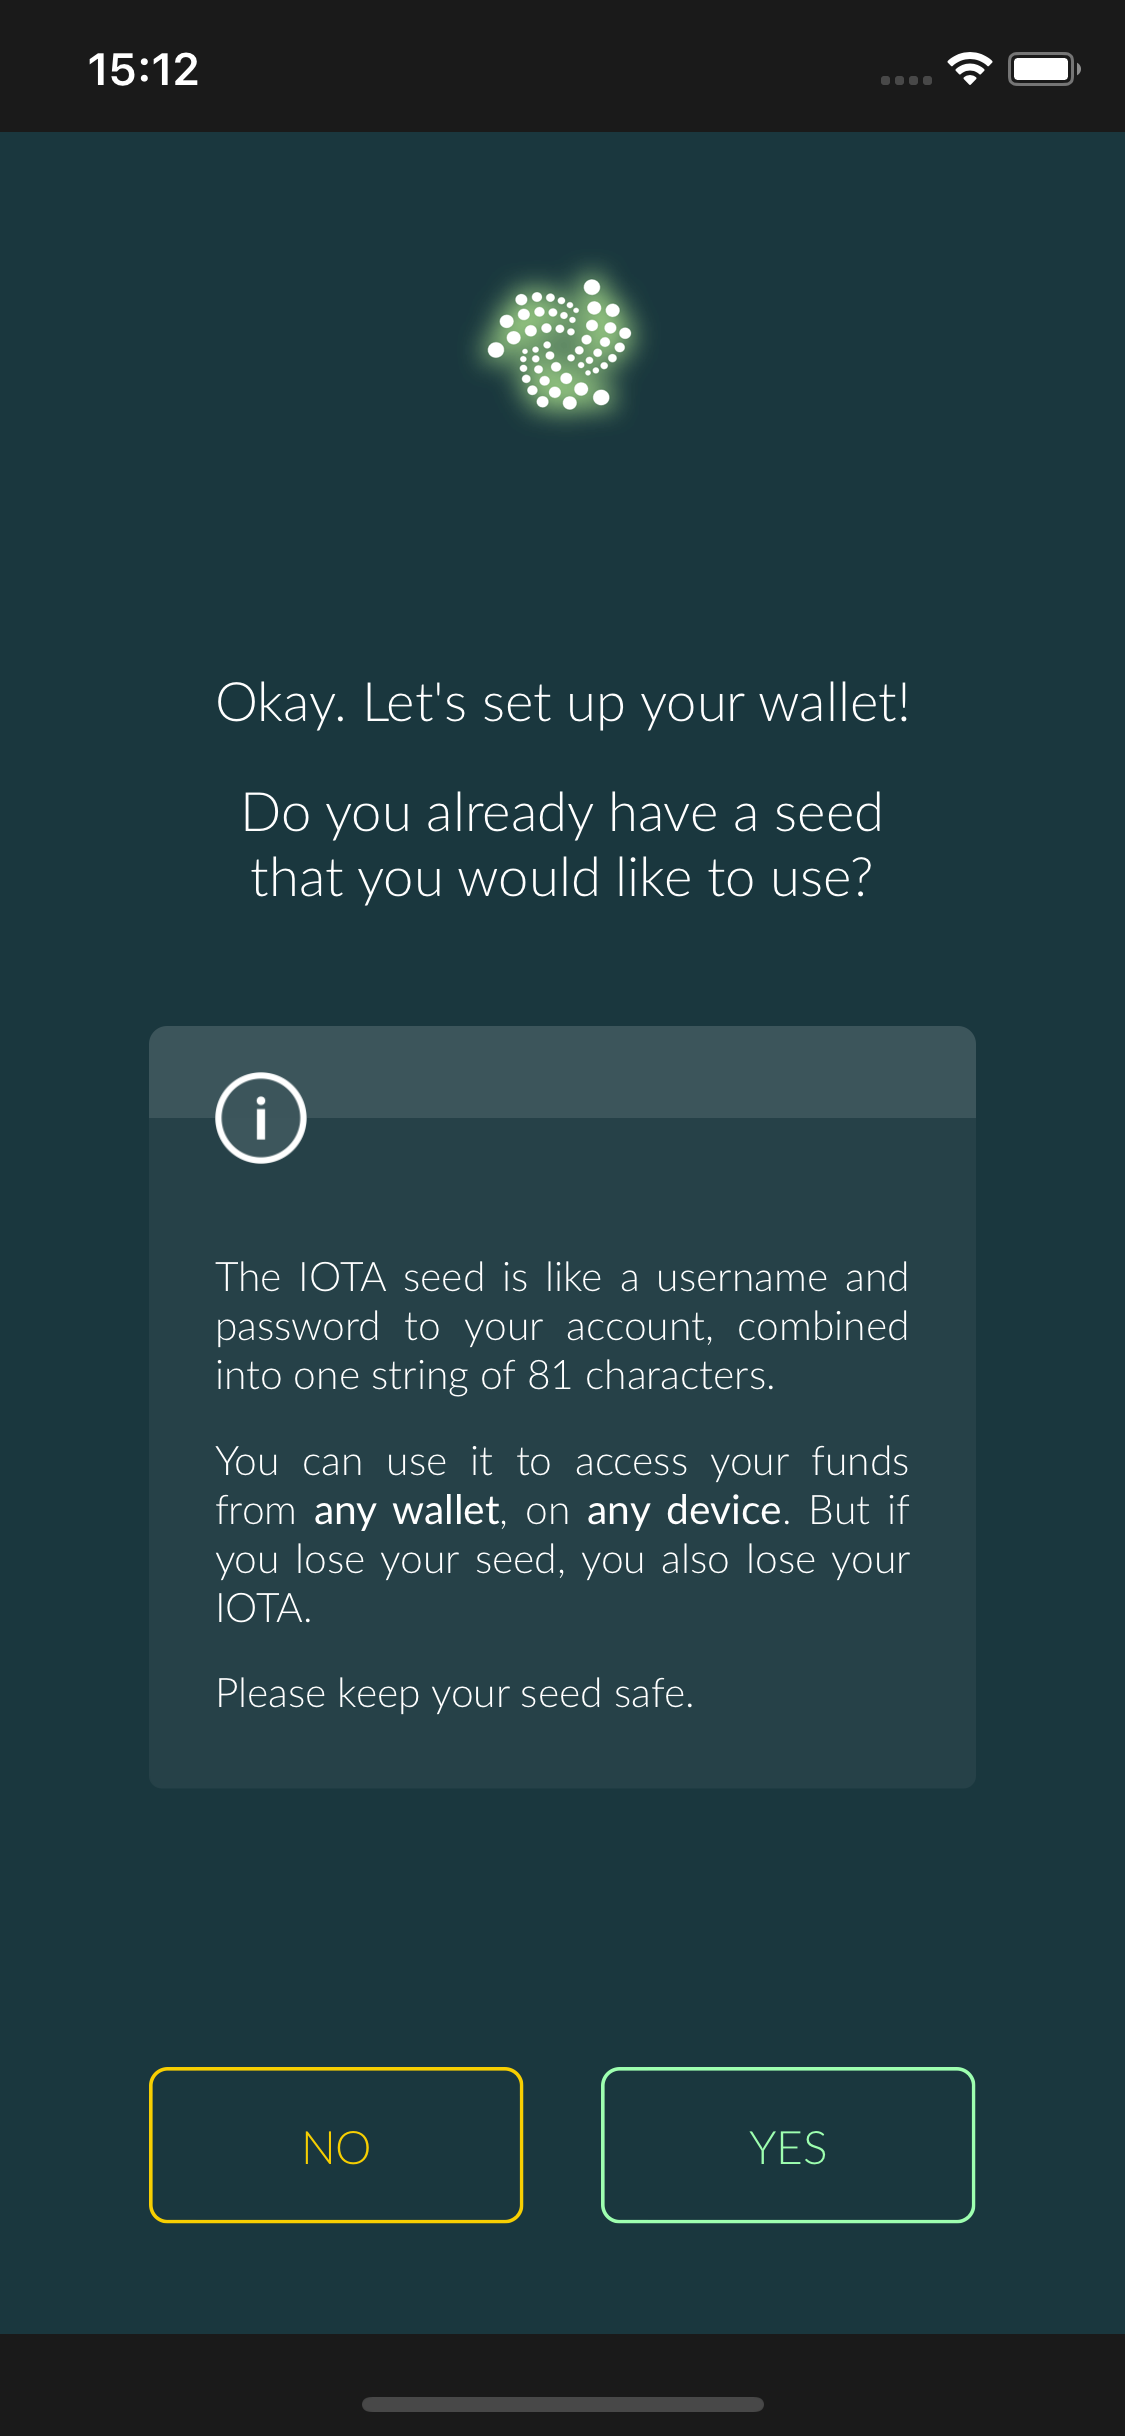 15:12
Okay. Let's set up your wallet!
Do you already have a seed
that you would like to use?
i
The IOTA seed is like a username and
password to your account, combined
into one string of 81 characters.
You can use it to access your funds
from any wallet, on any device. But if
you lose your seed, you also lose your
IOTA.
Please keep your seed safe.
NO
YES